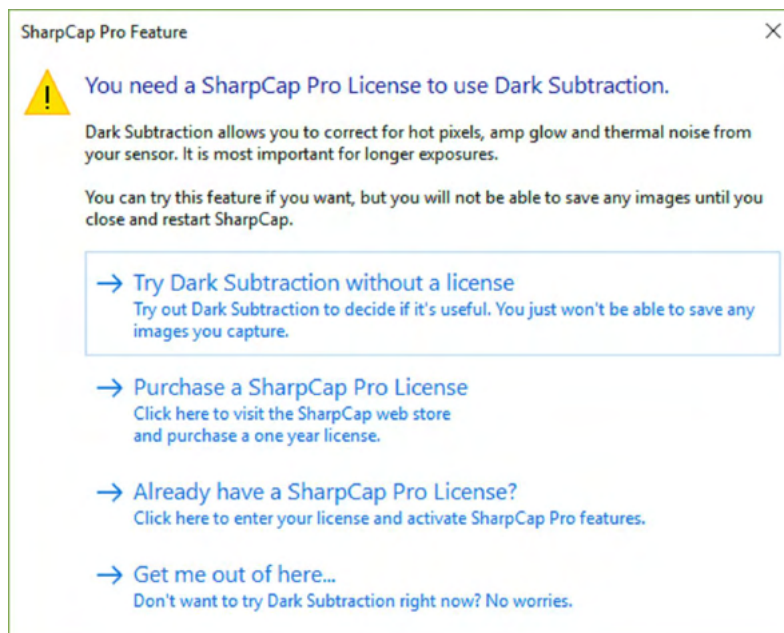 SharpCap Pro Feature
You need a SharpCap Pro License to use Dark Subtraction.
Dark Subtraction allows you to correct for hot pixels, amp glow and thermal noise from
your sensor. It is most important for longer exposures.
You can try this feature if you want, but you will not be able to save any images until you
close and restart SharpCap.
Try Dark Subtraction without a license
Try out Dark Subtraction to decide if it's useful. You just won't be able to save any
images you capture.
Purchase a SharpCap Pro License
Click here to visit the SharpCap web store
and purchase a one year license.
Already have a SharpCap Pro License?
Click here to enter your license and activate SharpCap Pro features.
Get me out of here...
Don't want to try Dark Subtraction right now? No worries.